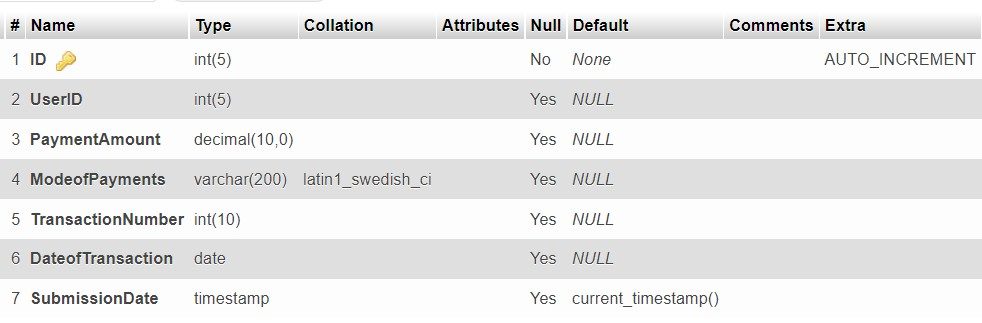 # Name Type Collation Attributes Null Default Comments Extra
1 ID int(5) No None AUTO_INCREMENT
2 UserID int(5) Yes NULL
3 PaymentAmount decimal(10,0) Yes NULL
4 ModeofPayments varchar(200) latin1_swedish_ci Yes NULL
5 TransactionNumber int(10) Yes NULL
6 DateofTransaction date Yes NULL
7 SubmissionDate timestamp Yes current_timestamp()